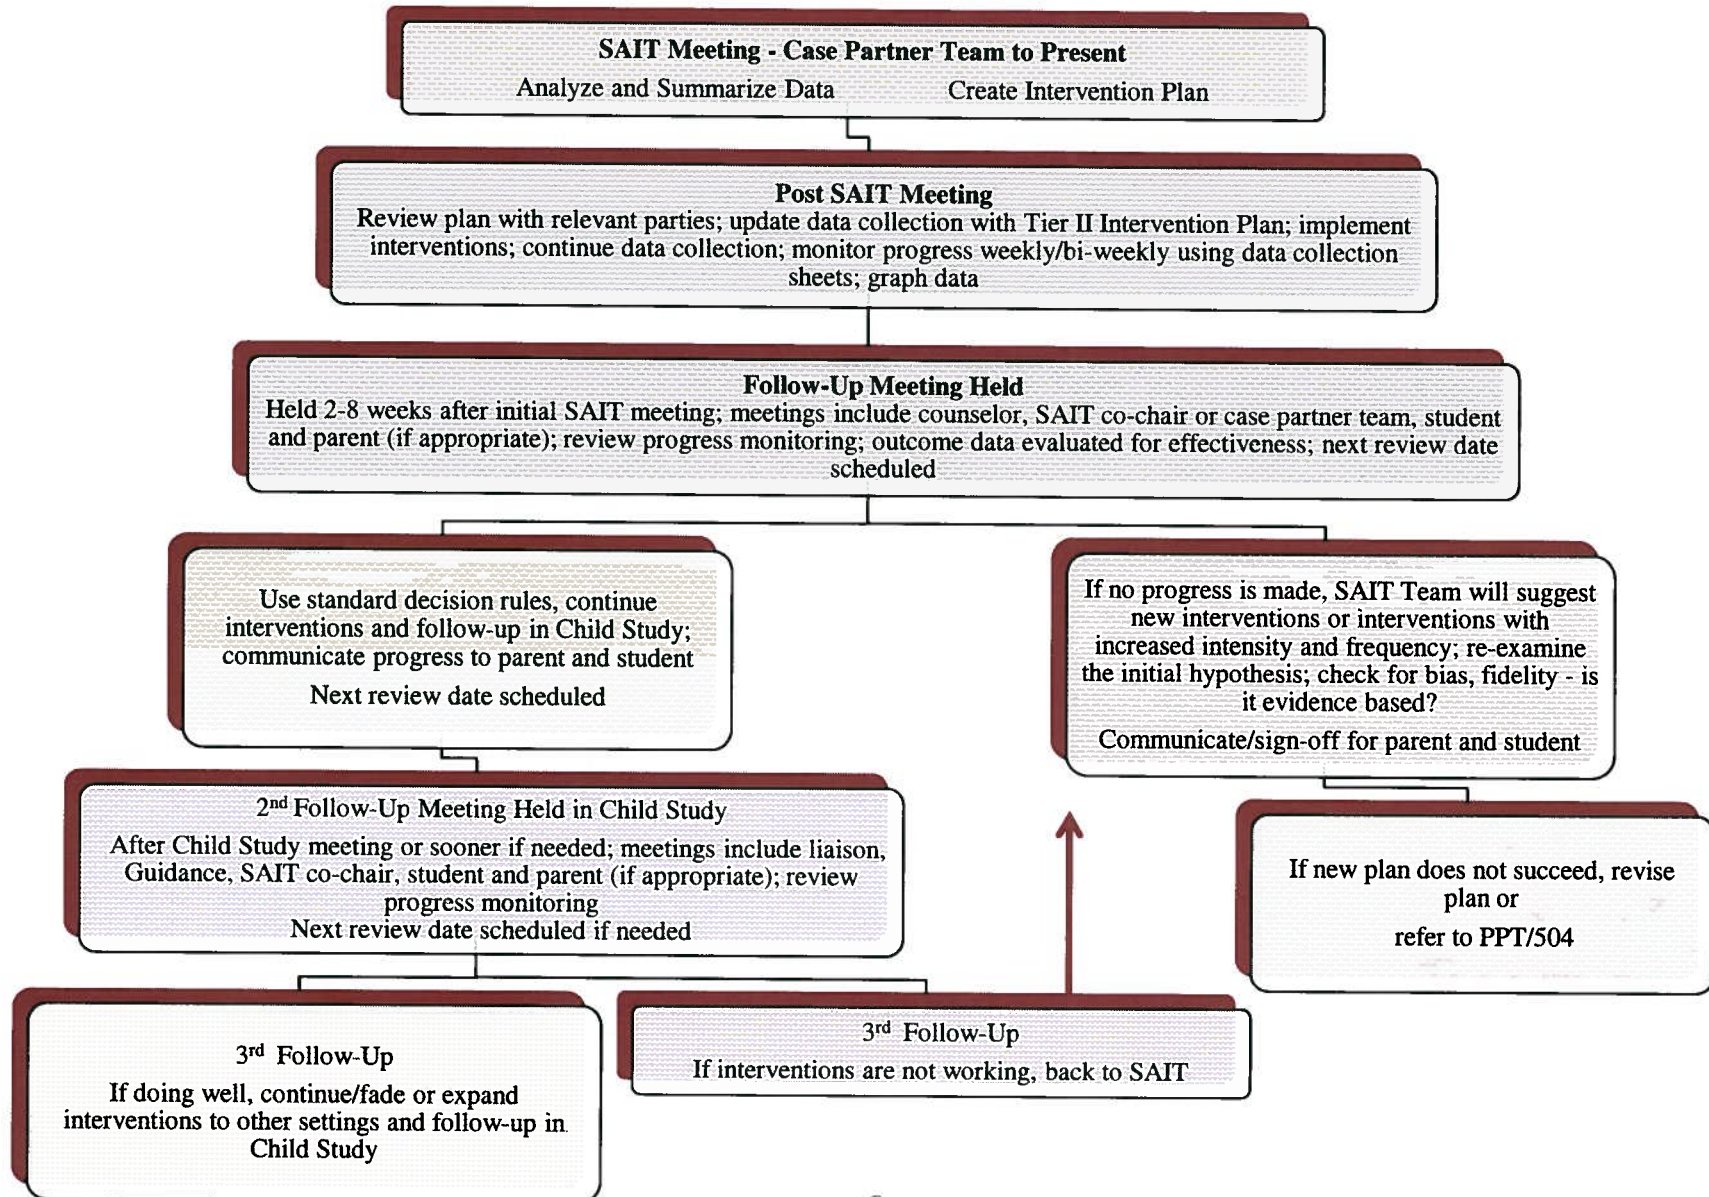 SAIT Meeting - Case Partner Team to Present
Analyze and Summarize Data Create Intervention Plan
Post SAIT Meeting
Review plan with relevant parties; update data collection with Tier II Intervention Plan; implement
interventions; continue data collection; monitor progress weekly/bi-weekly using data collection
sheets; graph data
Follow-Up Meeting Held
Held 2-8 weeks after initial SAIT meeting; meetings include counselor, SAIT co-chair or case partner team, student
and parent (if appropriate); review progress monitoring; outcome data evaluated for effectiveness; next review date
scheduled
Use standard decision rules, continue
interventions and follow-up in Child Study;
communicate progress to parent and student
Next review date scheduled
If no progress is made, SAIT Team will suggest
new interventions or interventions with
increased intensity and frequency; re-examine
the initial hypothesis; check for bias, fidelity - is
it evidence based?
Communicate/sign-off for parent and student
2nd Follow-Up Meeting Held in Child Study
After Child Study meeting or sooner if needed; meetings include liaison,
Guidance, SAIT co-chair, student and parent (if appropriate); review
progress monitoring
Next review date scheduled if needed
If new plan does not succeed, revise
plan or
refer to PPT/504
3rd Follow-Up
If doing well, continue/fade or expand
interventions to other settings and follow-up in
Child Study
3rd Follow-Up
If interventions are not working, back to SAIT